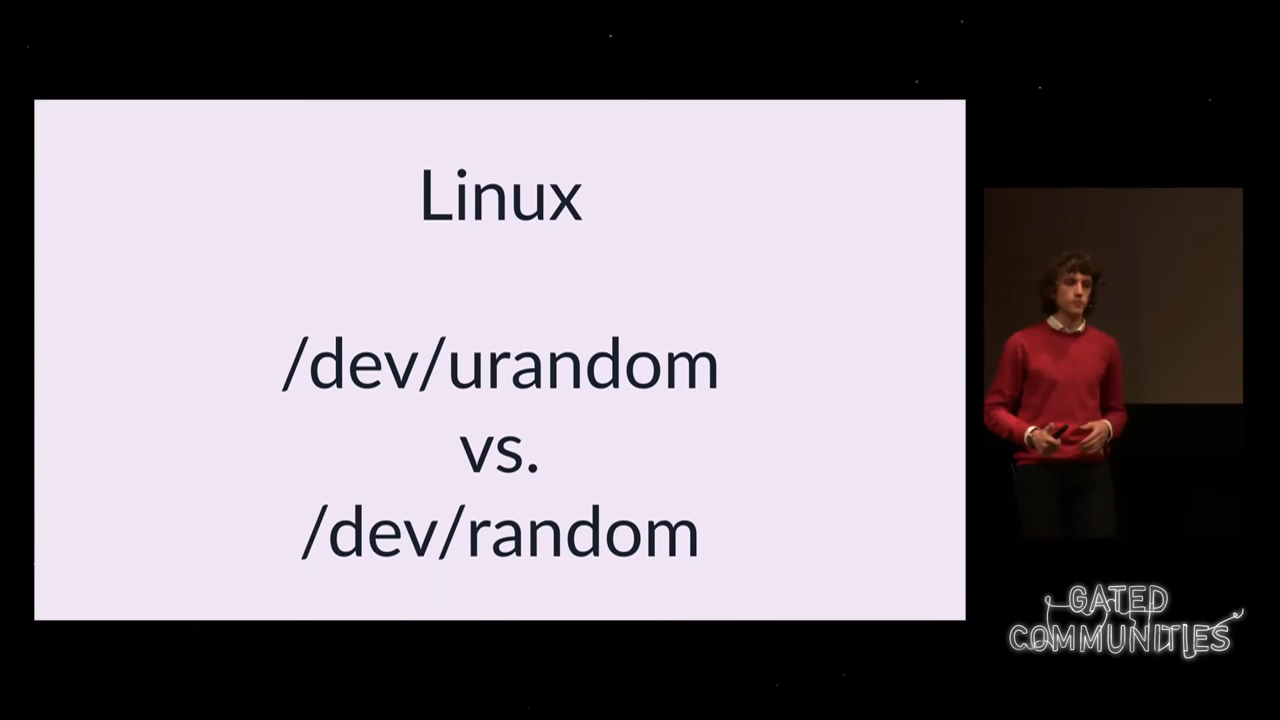 Linux
/dev/urandom
vs.
/dev/random
GATED
COMMUNITIES